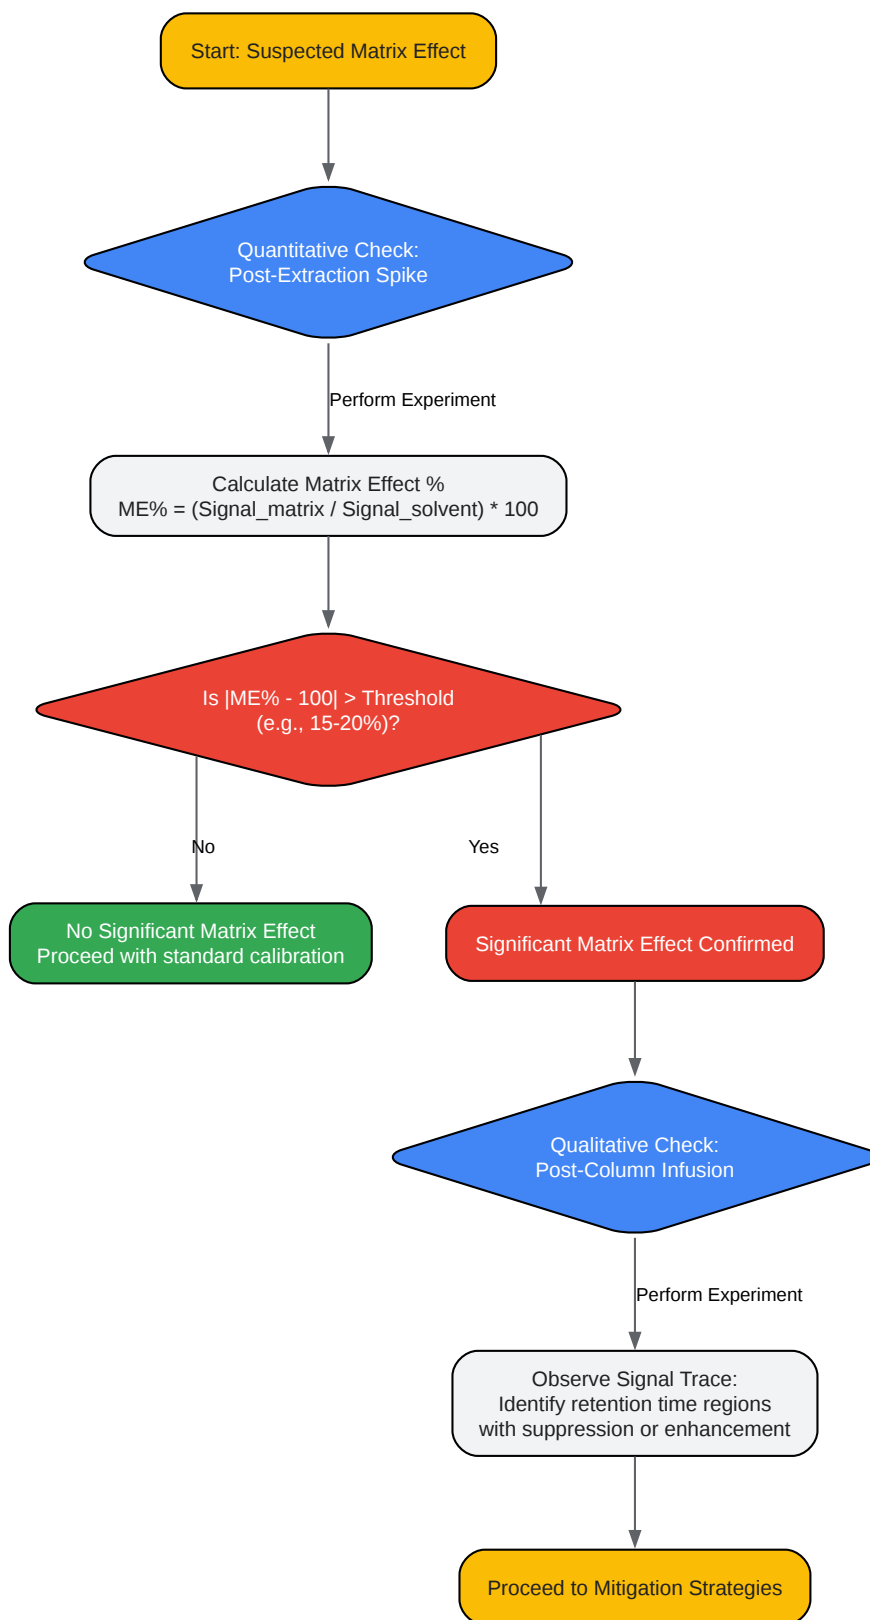 Start: Suspected Matrix Effect
Quantitative Check:
Post-Extraction Spike
Perform Experiment
Calculate Matrix Effect %
ME% = (Signal_matrix / Signal_solvent) * 100
Is |ME% - 100| > Threshold
(e.g., 15-20%)?
No
Yes
No Significant Matrix Effect
Proceed with standard calibration
Significant Matrix Effect Confirmed
Qualitative Check:
Post-Column Infusion
Perform Experiment
Observe Signal Trace:
Identify retention time regions
with suppression or enhancement
Proceed to Mitigation Strategies